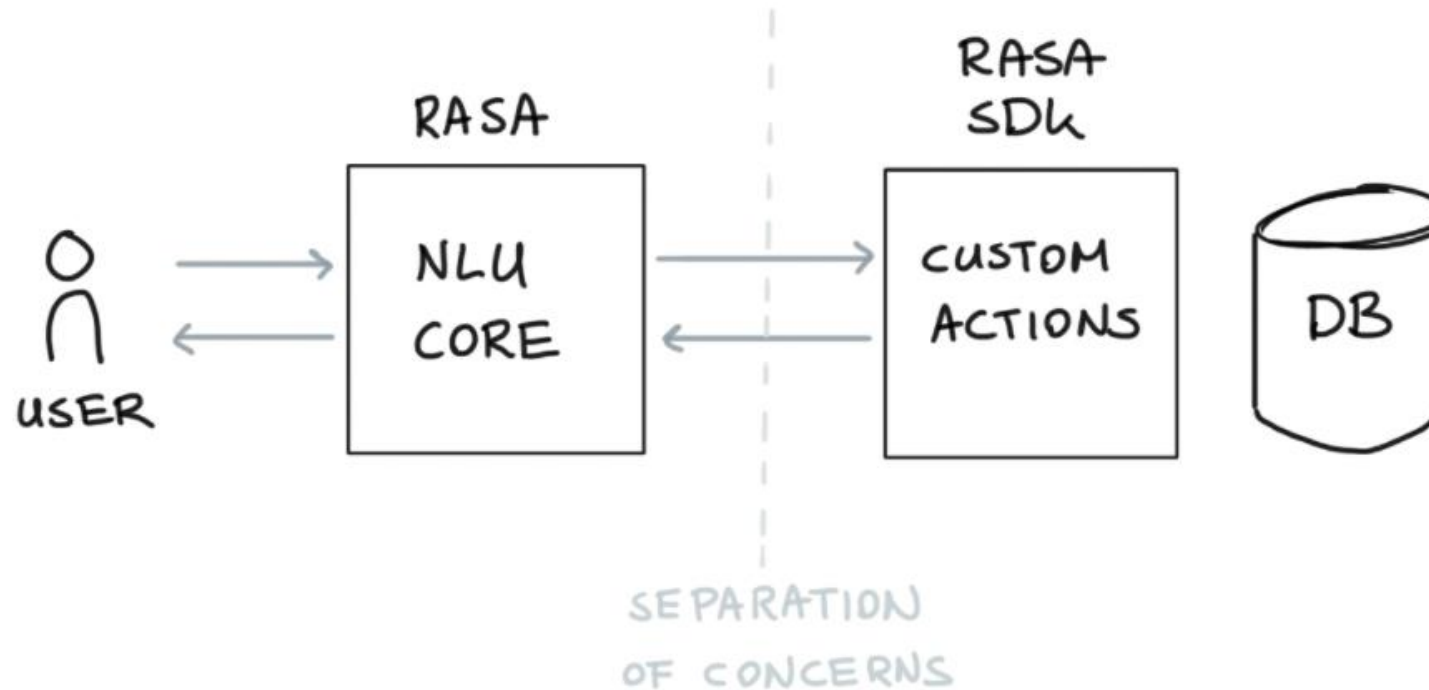 RASA
RASA
SDK
NLU
CORE
CUSTOM
ACTIONS
DB
USER
SEPARATION
OF CONCERNS